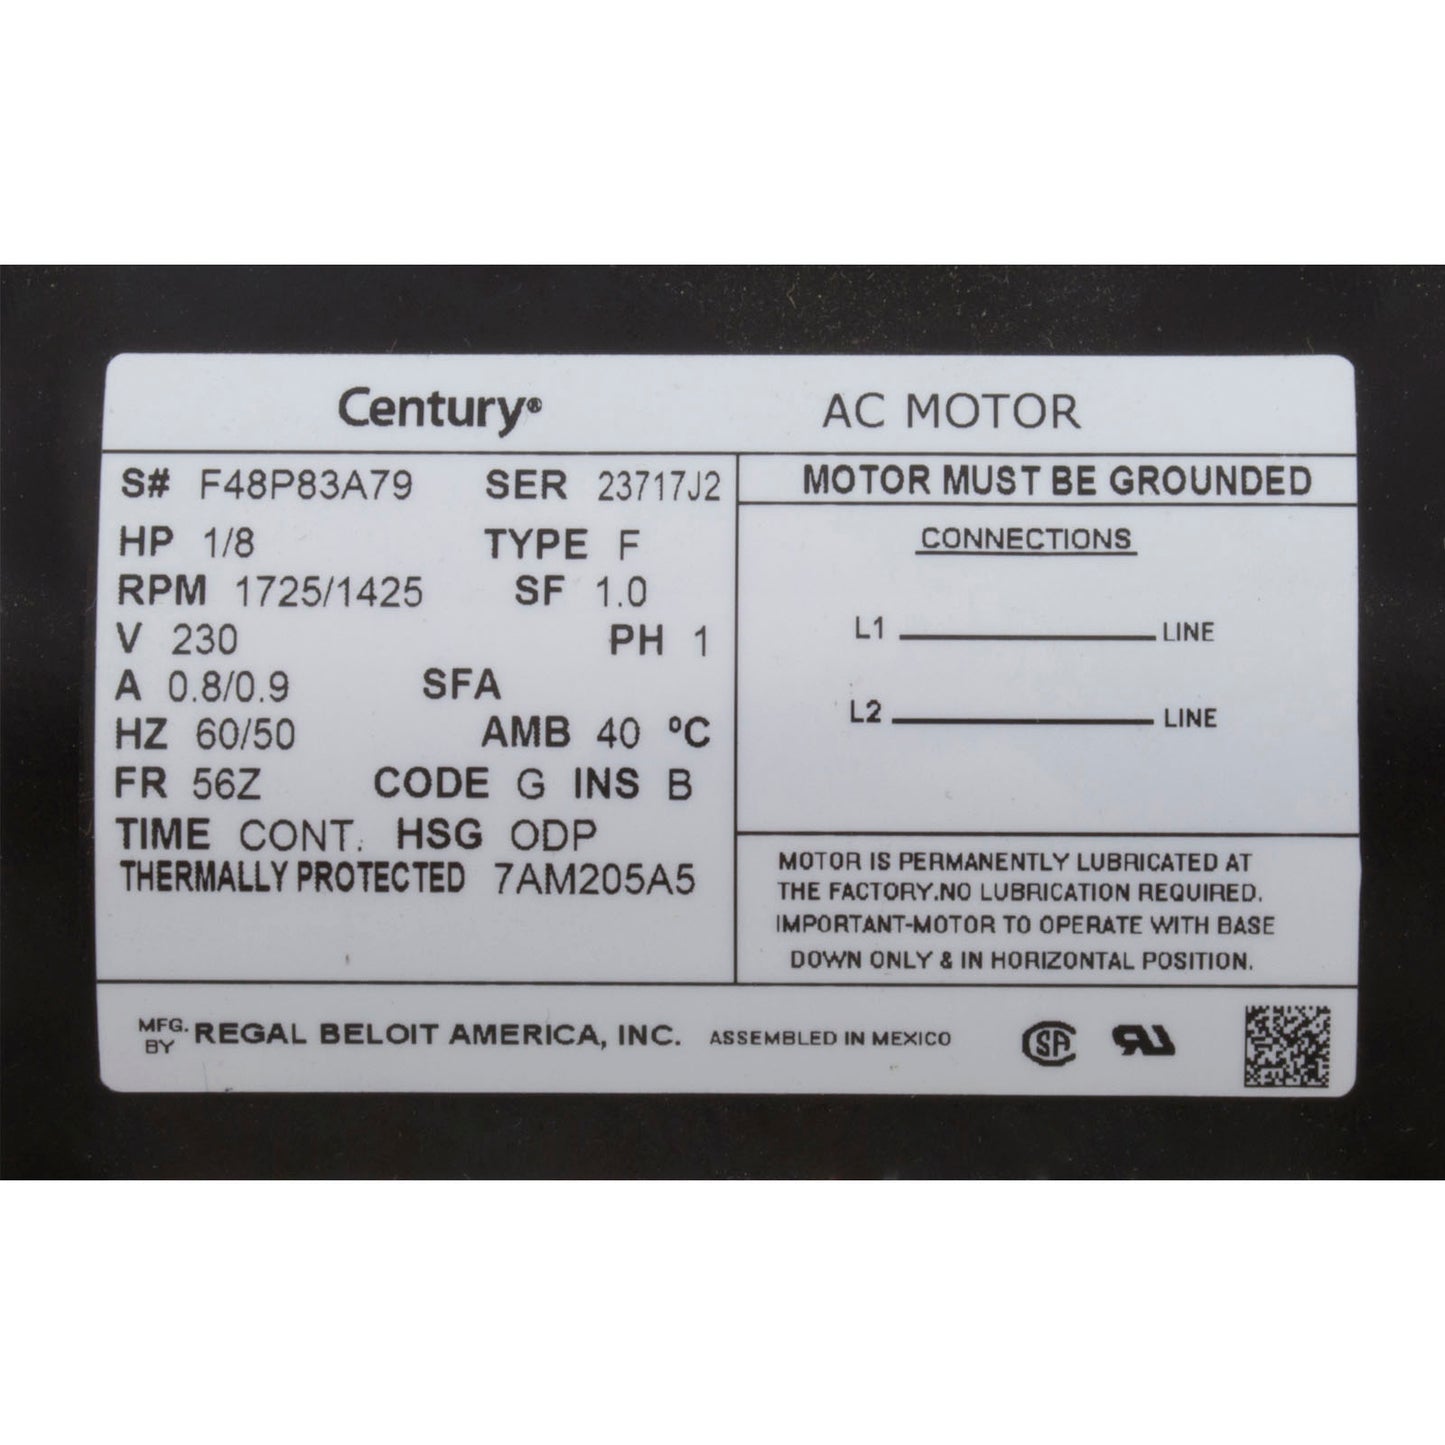 Century®
AC MOTOR
S# F48P83A79 SER 23717J2
HP 1/8 TYPE F
RPM 1725/1425 SF 1.0
V 230 PH 1
A 0.8/0.9 SFA
HZ 60/50 AMB 40 ºC
FR 56Z CODE G INS B
TIME CONT. HSG ODP
THERMALLY PROTECTED 7AM205A5
MOTOR MUST BE GROUNDED
CONNECTIONS
L1 LINE
L2 LINE
MOTOR IS PERMANENTLY LUBRICATED AT
THE FACTORY.NO LUBRICATION REQUIRED.
IMPORTANT-MOTOR TO OPERATE WITH BASE
DOWN ONLY & IN HORIZONTAL POSITION.
MFG. BY REGAL BELOIT AMERICA, INC. ASSEMBLED IN MEXICO